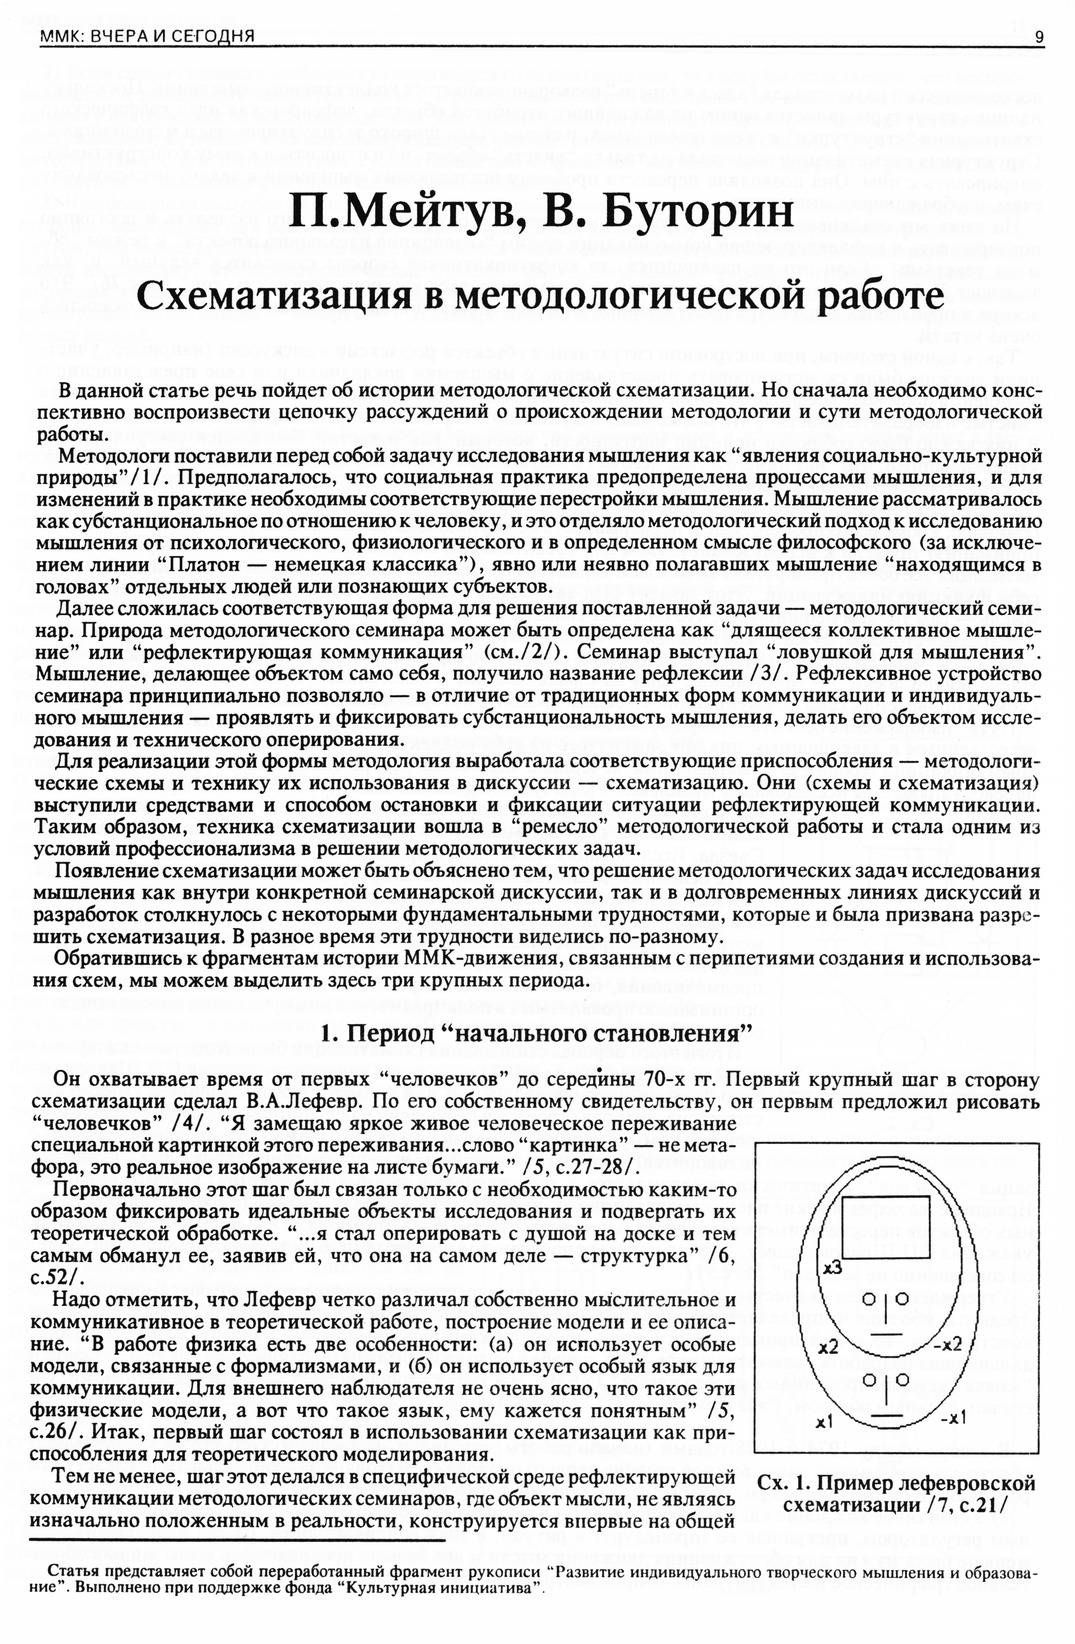 ММК: ВЧЕРА И СЕГОДНЯ 9
П.Мейтув, В. Буторин
Схематизация в методологической работе
В данной статье речь пойдет об истории методологической схематизации. Но сначала необходимо конс-
пективно воспроизвести цепочку рассуждений о происхождении методологии и сути методологической
работы.
Методологи поставили перед собой задачу исследования мышления как “явления социально-культурной
природы”/1/. Предполагалось, что социальная практика предопределена процессами мышления, и для
изменений в практике необходимы соответствующие перестройки мышления. Мышление рассматривалось
как субстанциональное по отношению к человеку, и это отделяло методологический подход к исследованию
мышления от психологического, физиологического и в определенном смысле философского (за исключе-
нием линии “Платон — немецкая классика”), явно или неявно полагавших мышление “находящимся в
головах” отдельных людей или познающих субъектов.
Далее сложилась соответствующая форма для решения поставленной задачи — методологический семи-
нар. Природа методологического семинара может быть определена как “длящееся коллективное мышле-
ние” или “рефлектирующая коммуникация” (см./2/). Семинар выступал “ловушкой для мышления”.
Мышление, делающее объектом само себя, получило название рефлексии /3/. Рефлексивное устройство
семинара принципиально позволяло — в отличие от традиционных форм коммуникации и индивидуаль-
ного мышления — проявлять и фиксировать субстанциональность мышления, делать его объектом иссле-
дования и технического оперирования.
Для реализации этой формы методология выработала соответствующие приспособления — методологи-
ческие схемы и технику их использования в дискуссии — схематизацию. Они (схемы и схематизация)
выступили средствами и способом остановки и фиксации ситуации рефлектирующей коммуникации.
Таким образом, техника схематизации вошла в “ремесло” методологической работы и стала одним из
условий профессионализма в решении методологических задач.
Появление схематизации может быть объяснено тем, что решение методологических задач исследования
мышления как внутри конкретной семинарской дискуссии, так и в долговременных линиях дискуссий и
разработок столкнулось с некоторыми фундаментальными трудностями, которые и была призвана разре-
шить схематизация. В разное время эти трудности виделись по-разному.
Обратившись к фрагментам истории ММК-движения, связанным с перипетиями создания и использова-
ния схем, мы можем выделить здесь три крупных периода.
1. Период “начального становления”
Он охватывает время от первых “человечков” до середины 70-х гг. Первый крупный шаг в сторону
схематизации сделал В.А.Лефевр. По его собственному свидетельству, он первым предложил рисовать
“человечков” /4/. “Я замещаю яркое живое человеческое переживание
специальной картинкой этого переживания...слово “картинка” — не мета-
фора, это реальное изображение на листе бумаги.” /5, с.27-28/.
Первоначально этот шаг был связан только с необходимостью каким-то
образом фиксировать идеальные объекты исследования и подвергать их
теоретической обработке. “...я стал оперировать с душой на доске и тем
самым обманул ее, заявив ей, что она на самом деле — структурка” /6,
с.52/.
Надо отметить, что Лефевр четко различал собственно мыслительное и
коммуникативное в теоретической работе, построение модели и ее описа-
ние. “В работе физика есть две особенности: (а) он использует особые
модели, связанные с формализмами, и (б) он использует особый язык для
коммуникации. Для внешнего наблюдателя не очень ясно, что такое эти
физические модели, а вот что такое язык, ему кажется понятным” /5,
с.26/. Итак, первый шаг состоял в использовании схематизации как при-
способления для теоретического моделирования.
Тем не менее, шаг этот делался в специфической среде рефлектирующей
коммуникации методологических семинаров, где объект мысли, не являясь
изначально положенным в реальности, конструируется впервые на общей
x3
x2 -x2
x1 -x1
Сх. 1. Пример лефевровской
схематизации /7, с.21/
Статья представляет собой переработанный фрагмент рукописи “Развитие индивидуального творческого мышления и образова-
ние”. Выполнено при поддержке фонда “Культурная инициатива”.